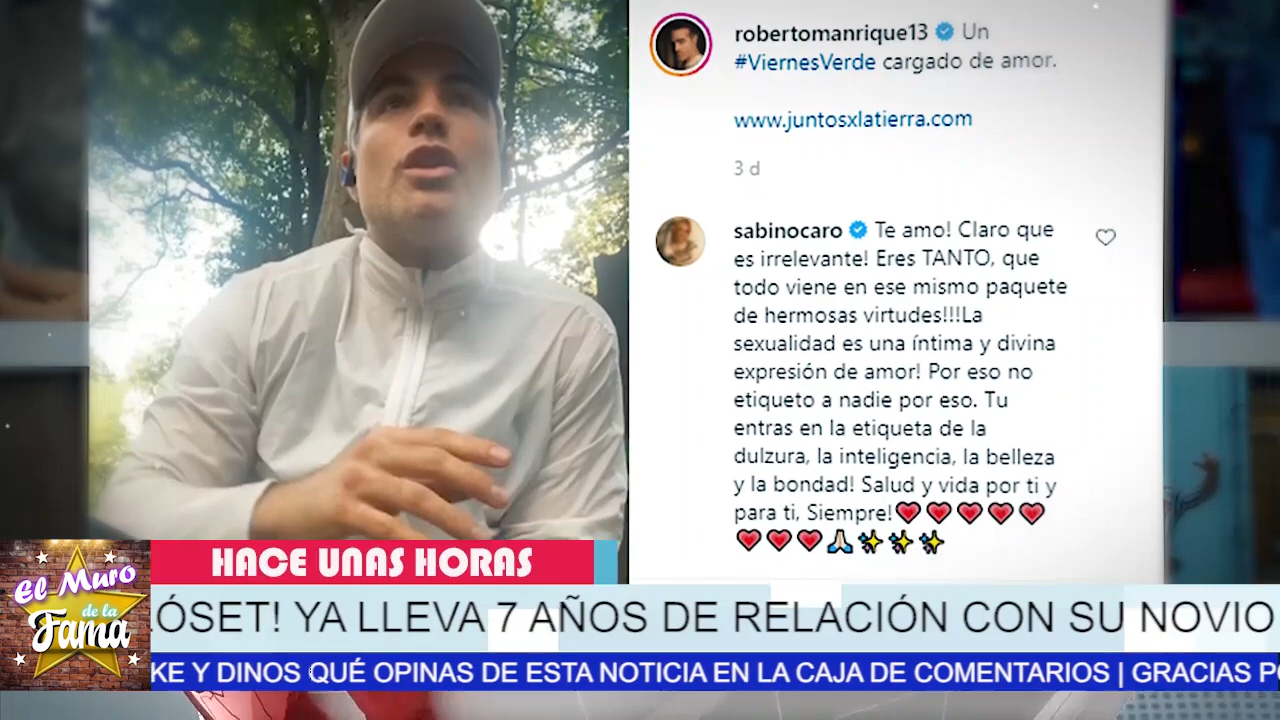 robertomanrique13 Un
#ViernesVerde cargado de amor.
www.juntosxlatierra.com
3 d
sabinocaro Te amo! Claro que
es irrelevante! Eres TANTO, que
todo viene en ese mismo paquete
de hermosas virtudes!!!La
sexualidad es una íntima y divina
expresión de amor! Por eso no
etiqueto a nadie por eso. Tu
entras en la etiqueta de la
dulzura, la inteligencia, la belleza
y la bondad! Salud y vida por ti y
para ti, Siempre!❤️❤️❤️❤️❤️
❤️❤️❤️🙏🏻✨✨✨
HACE UNAS HORAS
El Muro
de la
Fama
ÓSET! YA LLEVA 7 AÑOS DE RELACIÓN CON SU NOVIO
KE Y DINOS QUÉ OPINAS DE ESTA NOTICIA EN LA CAJA DE COMENTARIOS | GRACIAS P